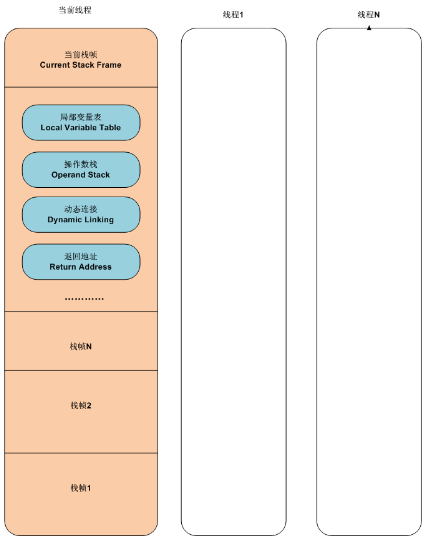 当前线程
线程1
线程N
当前栈帧
Current Stack Frame
局部变量表
Local Variable Table
操作数栈
Operand Stack
动态连接
Dynamic Linking
返回地址
Return Address
…………
栈帧N
栈帧2
栈帧1